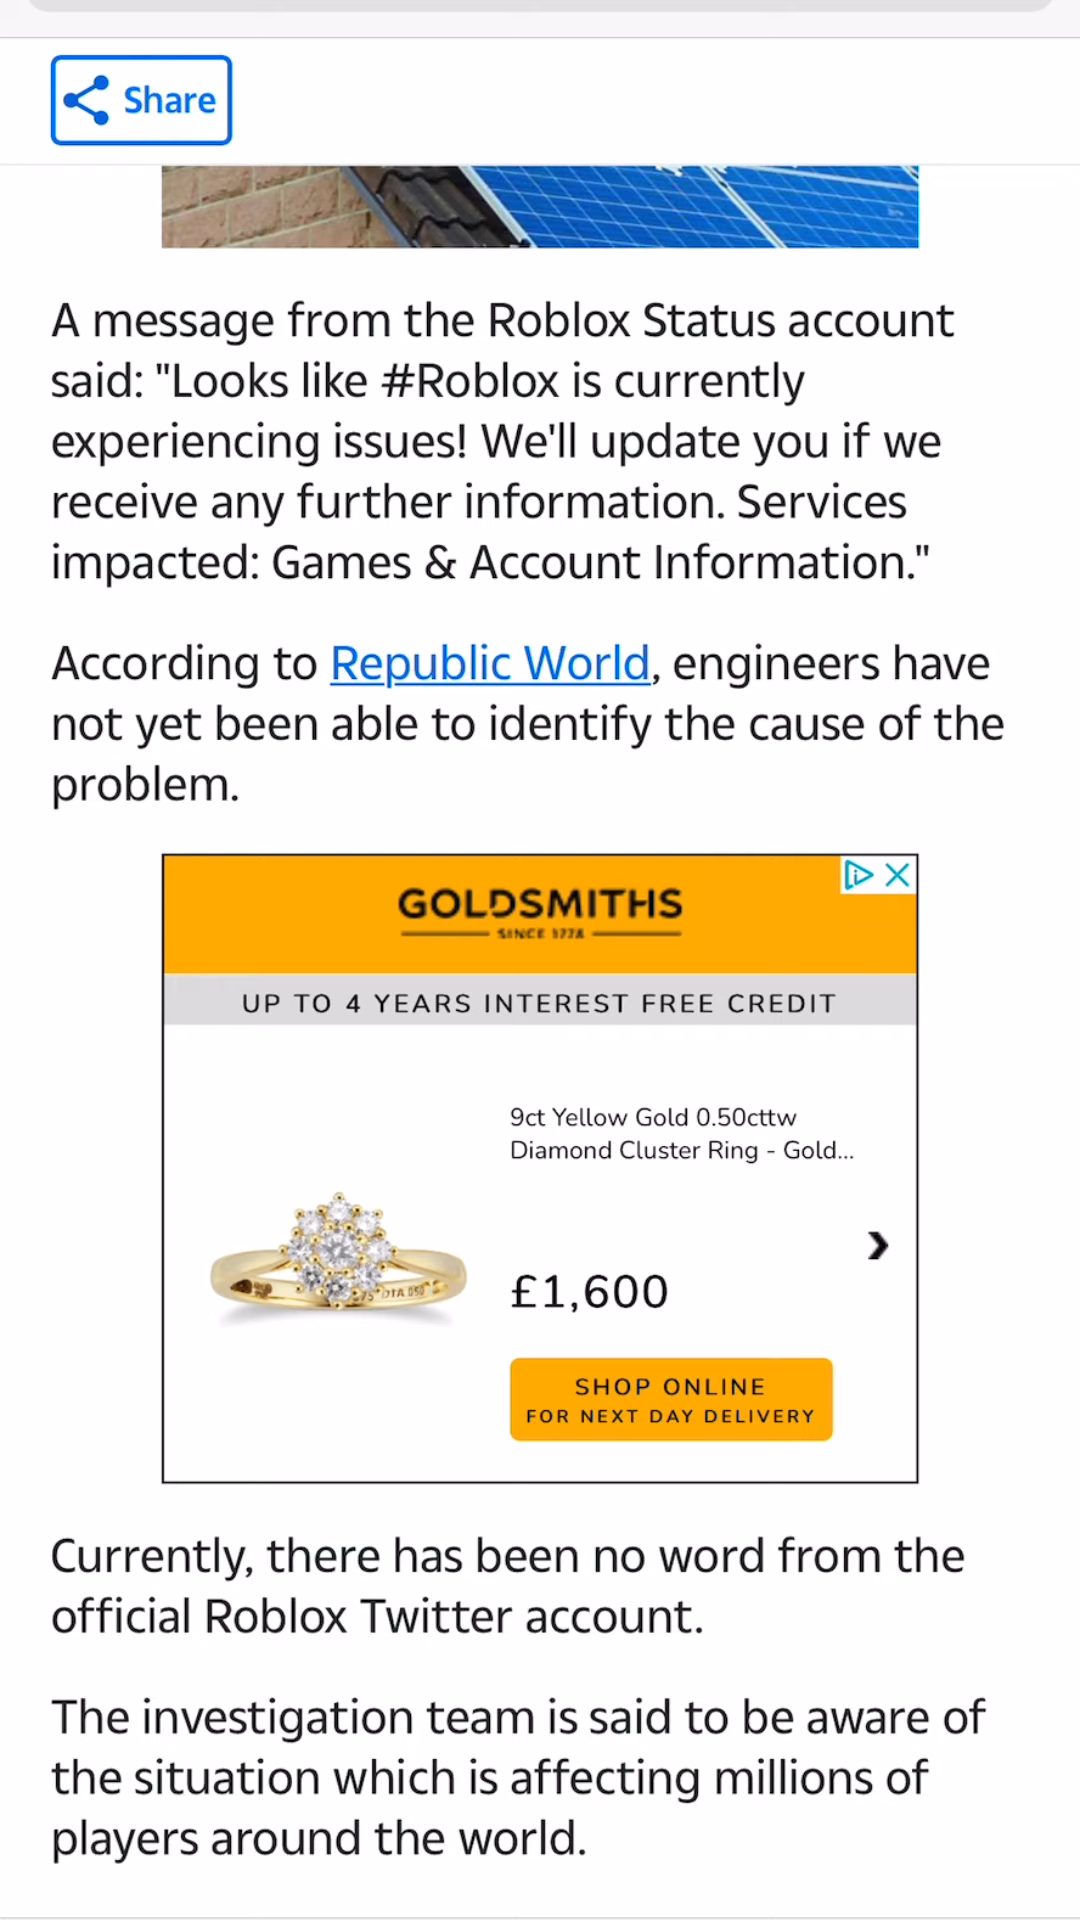 Share
A message from the Roblox Status account
said: "Looks like #Roblox is currently
experiencing issues! We'll update you if we
receive any further information. Services
impacted: Games & Account Information."
According to Republic World, engineers have
not yet been able to identify the cause of the
problem.
GOLDSMITHS
SINCE 1778
UP TO 4 YEARS INTEREST FREE CREDIT
9ct Yellow Gold 0.50cttw
Diamond Cluster Ring - Gold...
£1,600
SHOP ONLINE
FOR NEXT DAY DELIVERY
Currently, there has been no word from the
official Roblox Twitter account.
The investigation team is said to be aware of
the situation which is affecting millions of
players around the world.